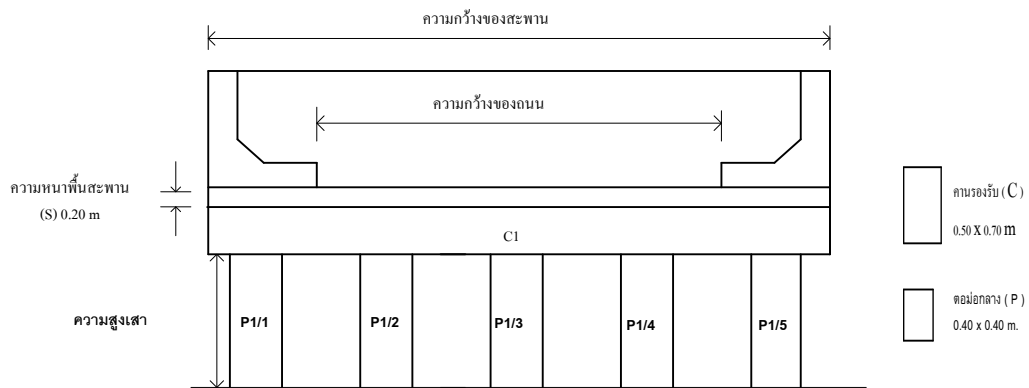 ความกว้างของสะพาน
ความกว้างของถนน
ความหนาพื้นสะพาน
(S) 0.20 m
C1
คานรองรับ ( C )
0.50 X 0.70 m
ความสูงเสา
P1/1
P1/2
P1/3
P1/4
P1/5
ตอม่อกลาง ( P )
0.40 x 0.40 m.